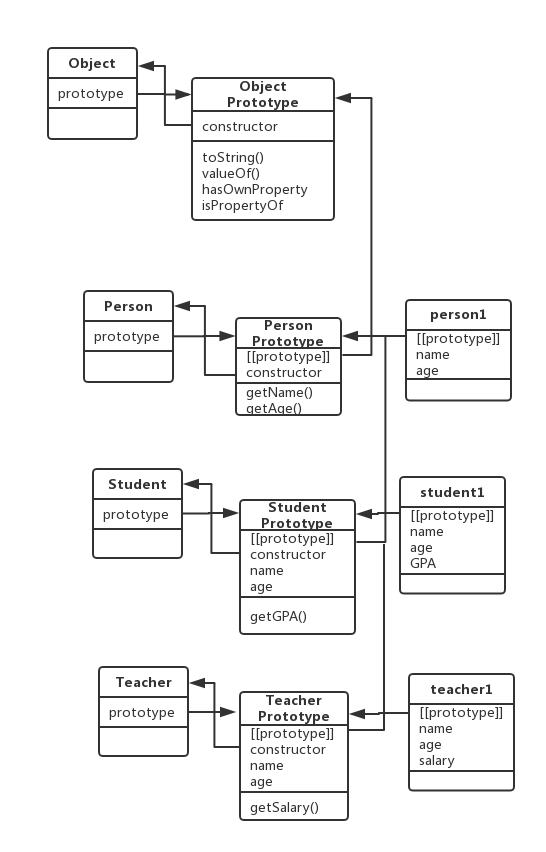 Object
prototype
Object
Prototype
constructor
toString()
valueOf()
hasOwnProperty
isPropertyOf
Person
prototype
Person
Prototype
[[prototype]]
constructor
getName()
getAge()
person1
[[prototype]]
name
age
Student
prototype
Student
Prototype
[[prototype]]
constructor
name
age
getGPA()
student1
[[prototype]]
name
age
GPA
Teacher
prototype
Teacher
Prototype
[[prototype]]
constructor
name
age
getSalary()
teacher1
[[prototype]]
name
age
salary